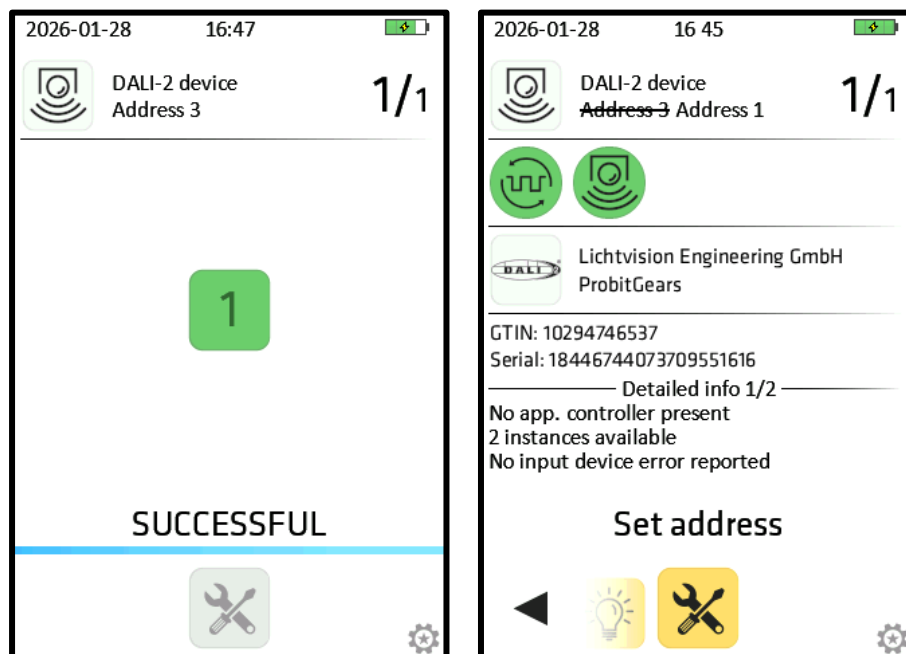 2026-01-28 16:47
DALI-2 device
Address 3
1/1
1
SUCCESSFUL
2026-01-28 16 45
DALI-2 device
Address 3 Address 1
1/1
DALI 2
Lichtvision Engineering GmbH
ProbitGears
GTIN: 10294746537
Serial: 18446744073709551616
Detailed info 1/2
No app. controller present
2 instances available
No input device error reported
Set address